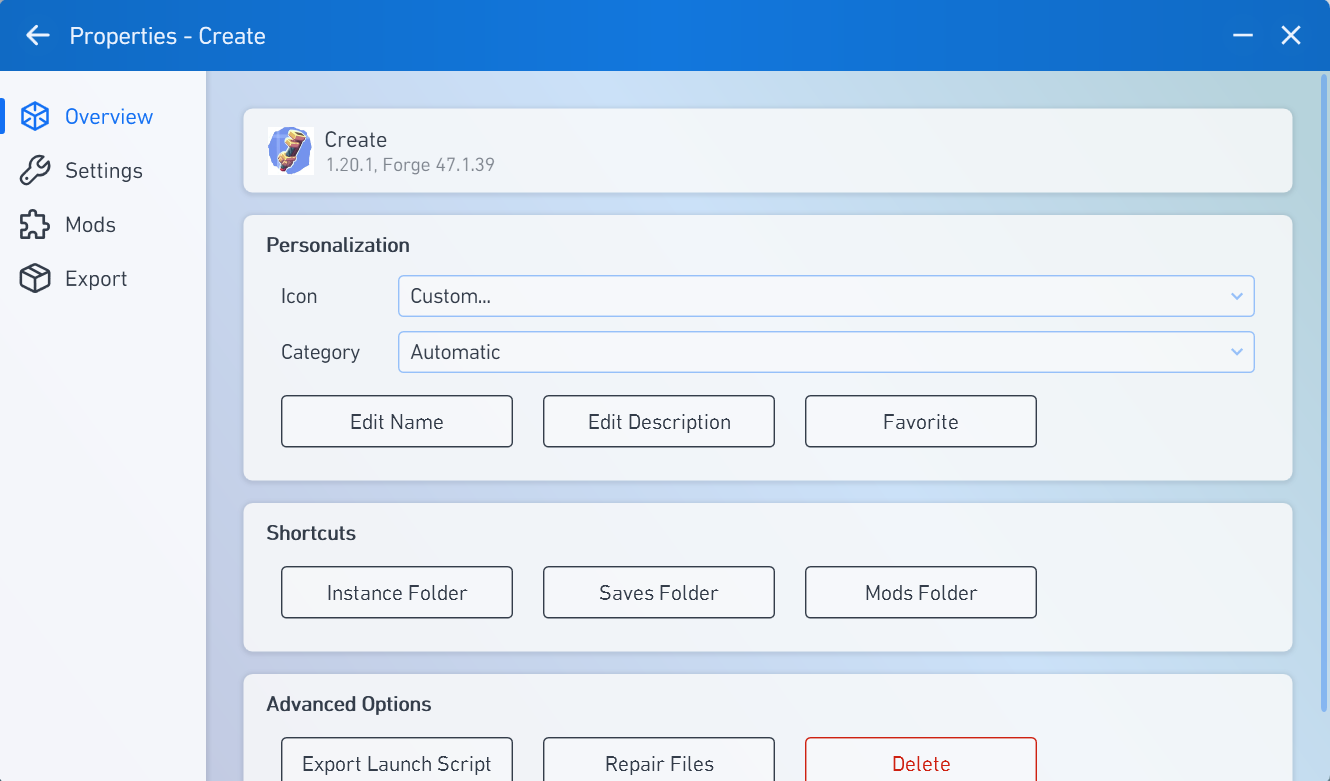 Properties - Create
Overview
Settings
Mods
Export
Create
1.20.1, Forge 47.1.39
Personalization
Icon
Custom...
Category
Automatic
Edit Name
Edit Description
Favorite
Shortcuts
Instance Folder
Saves Folder
Mods Folder
Advanced Options
Export Launch Script
Repair Files
Delete